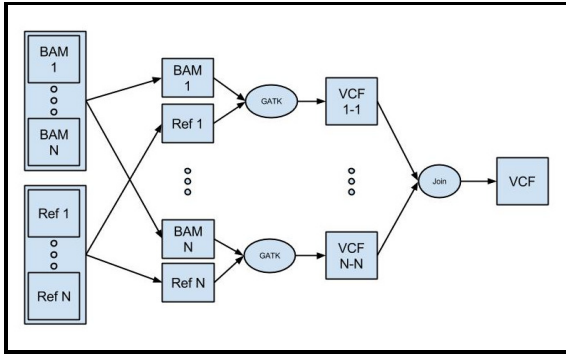 BAM
1
BAM
N
Ref 1
Ref N
BAM
1
Ref 1
BAM
N
Ref N
GATK
GATK
VCF
1-1
VCF
N-N
Join
VCF